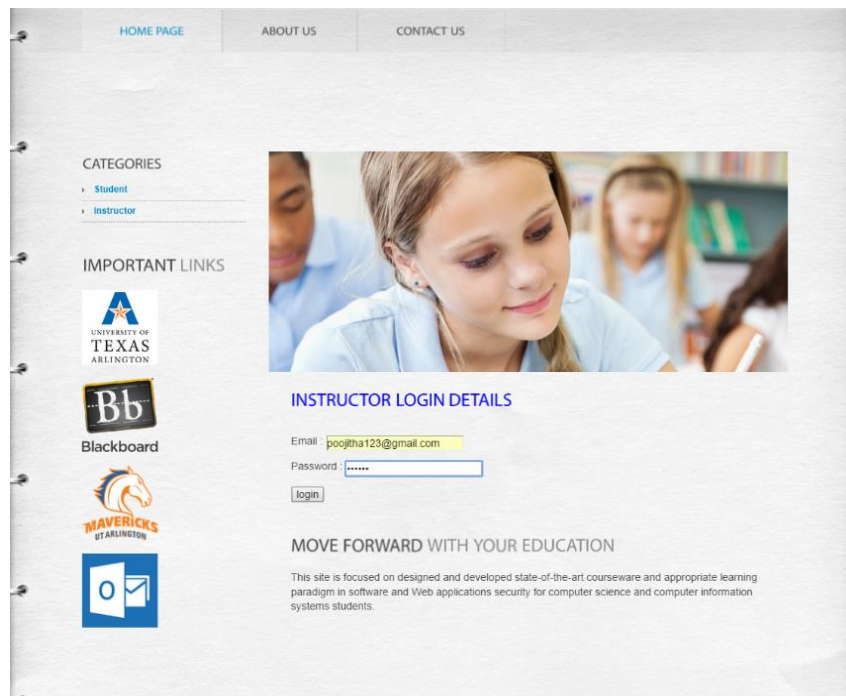 HOME PAGE
ABOUT US
CONTACT US
CATEGORIES
Student
Instructor
IMPORTANT LINKS
UNIVERSITY OF
TEXAS
ARLINGTON
Bb
Blackboard
MAVERICKS
UT ARLINGTON
O
INSTRUCTOR LOGIN DETAILS
Email : poojitha123@gmail.com
Password : ••••••
login
MOVE FORWARD WITH YOUR EDUCATION
This site is focused on designed and developed state-of-the-art courseware and appropriate learning
paradigm in software and Web applications security for computer science and computer information
systems students.